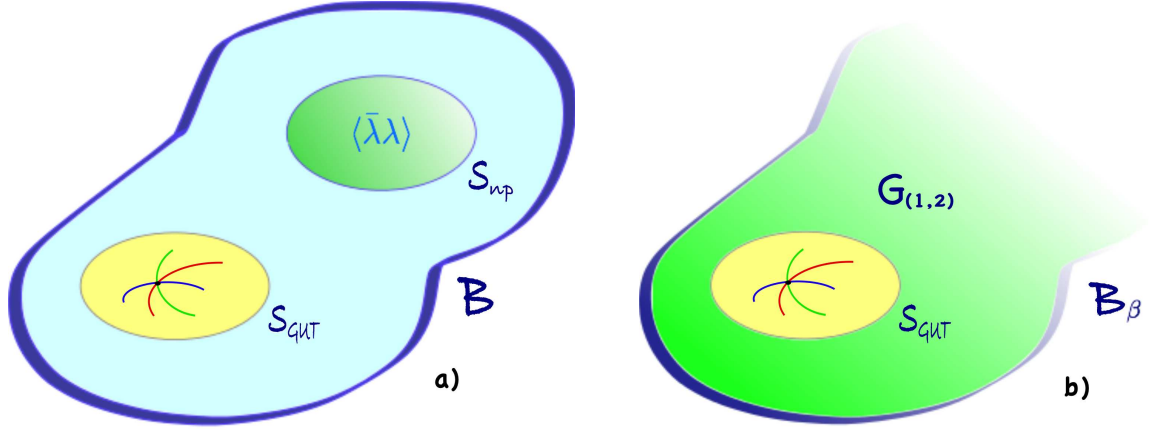 ⟨λ̄λ⟩
S_np
S_GUT
B
a)
G_(1,2)
S_GUT
B_β
b)